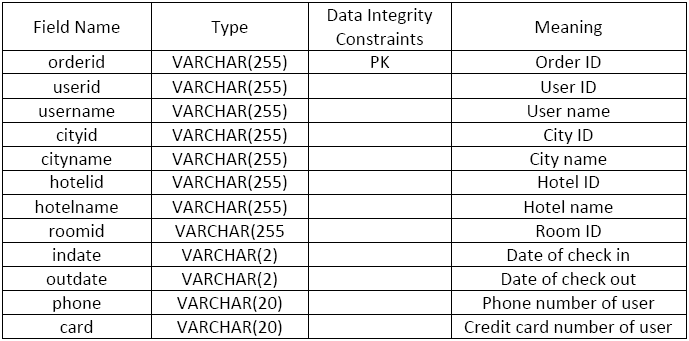 Field Name Type Data Integrity Constraints Meaning
orderid VARCHAR(255) PK Order ID
userid VARCHAR(255) User ID
username VARCHAR(255) User name
cityid VARCHAR(255) City ID
cityname VARCHAR(255) City name
hotelid VARCHAR(255) Hotel ID
hotelname VARCHAR(255) Hotel name
roomid VARCHAR(255 Room ID
indate VARCHAR(2) Date of check in
outdate VARCHAR(2) Date of check out
phone VARCHAR(20) Phone number of user
card VARCHAR(20) Credit card number of user